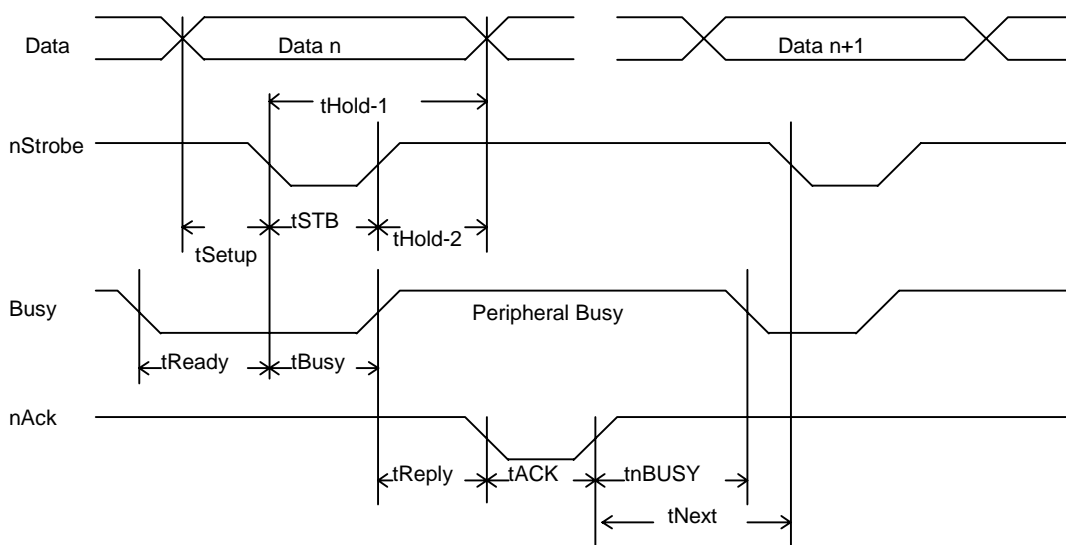 Data
Data n
Data n+1
tHold-1
nStrobe
tSTB
tHold-2
tSetup
Busy
Peripheral Busy
tReady
tBusy
nAck
tReply
tACK
tnBUSY
tNext